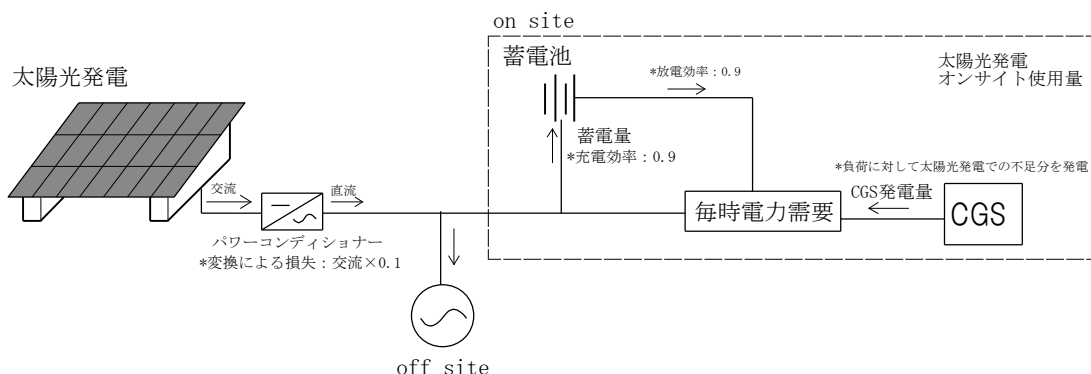 on site
太陽光発電
蓄電池
*放電効率：0.9
太陽光発電
オンサイト使用量
蓄電量
*充電効率：0.9
*負荷に対して太陽光発電での不足分を発電
交流
直流
毎時電力需要
CGS発電量
CGS
パワーコンディショナー
*変換による損失：交流×0.1
off site